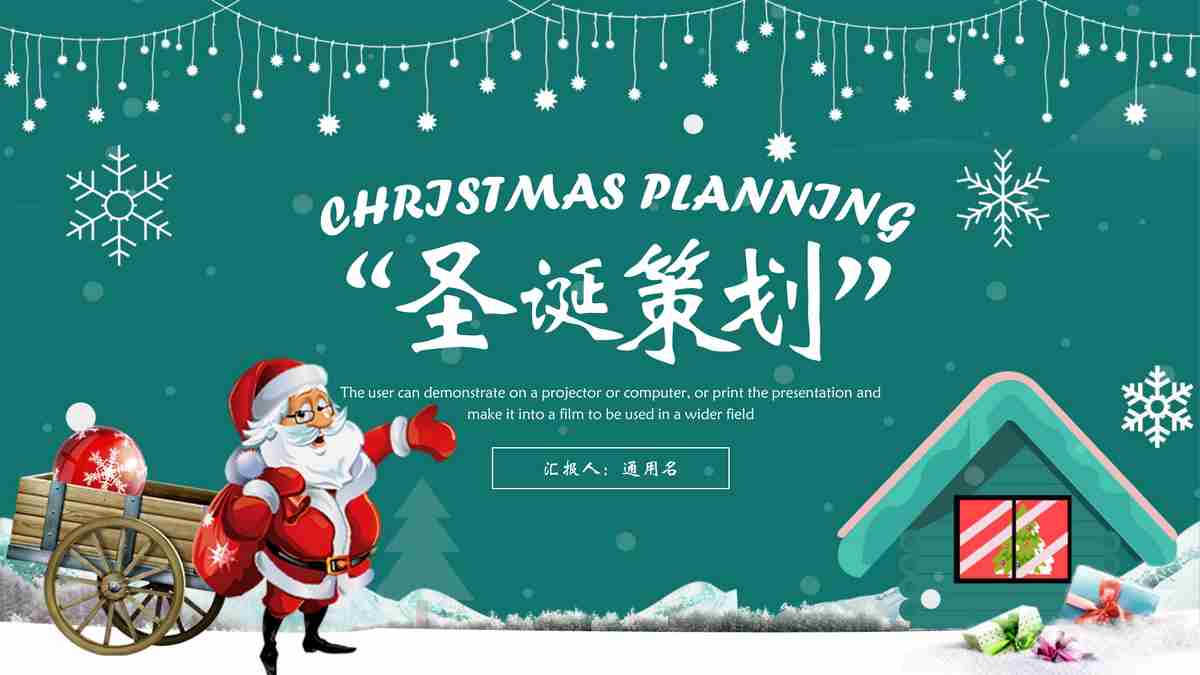 CHRISTMAS PLANNING
“圣诞策划”
The user can demonstrate on a projector or computer, or print the presentation and
make it into a film to be used in a wider field
汇报人：通用名